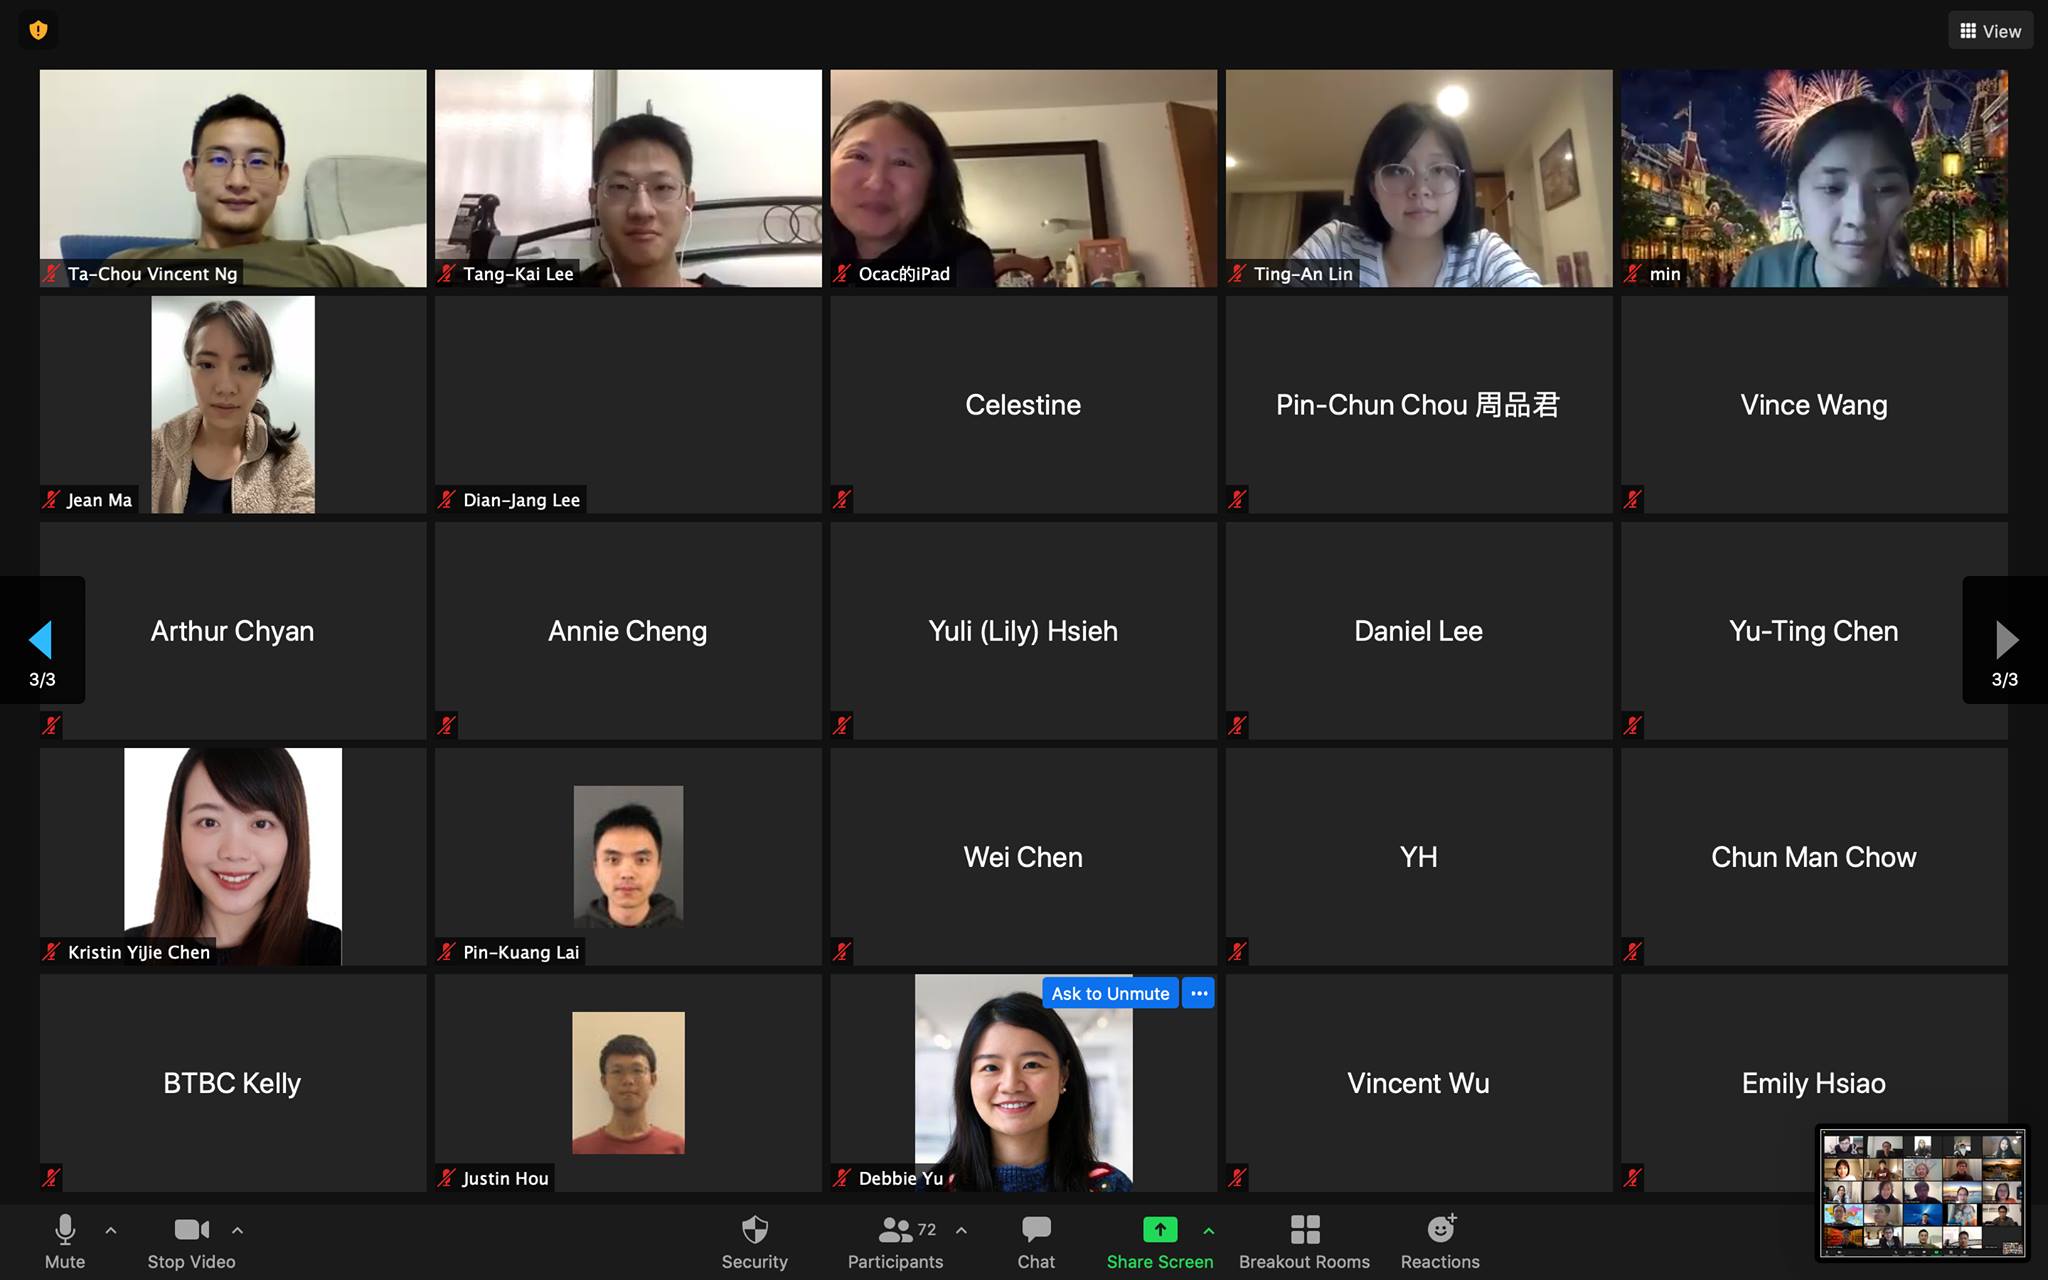 View
Ta-Chou Vincent Ng
Tang-Kai Lee
Ocac的iPad
Ting-An Lin
min
Jean Ma
Dian-Jang Lee
Celestine
Pin-Chun Chou 周品君
Vince Wang
Arthur Chyan
Annie Cheng
Yuli (Lily) Hsieh
Daniel Lee
Yu-Ting Chen
3/3
3/3
Kristin YiJie Chen
Pin-Kuang Lai
Wei Chen
YH
Chun Man Chow
BTBC Kelly
Justin Hou
Ask to Unmute
Debbie Yu
Vincent Wu
Emily Hsiao
Mute
Stop Video
Security
72
Participants
Chat
Share Screen
Breakout Rooms
Reactions